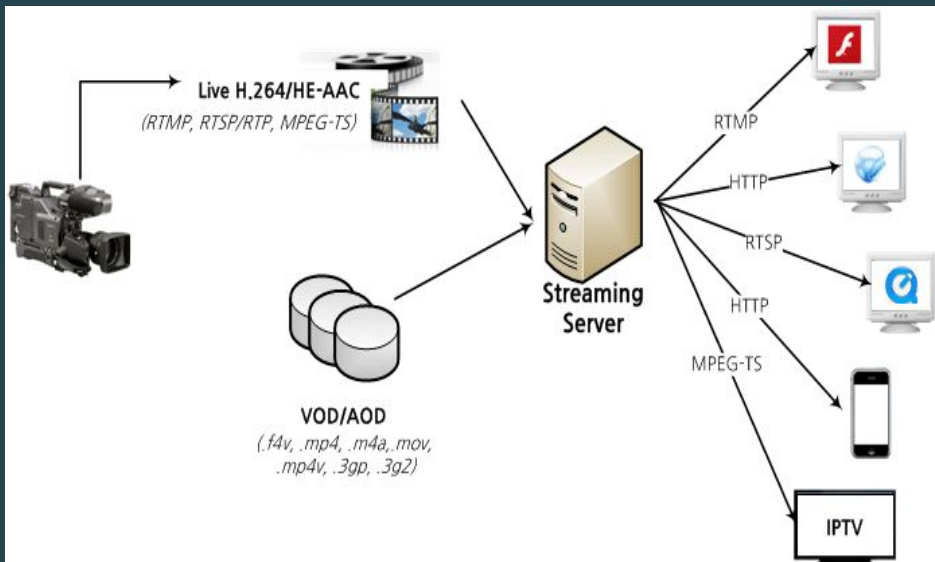 Live H.264/HE-AAC
(RTMP, RTSP/RTP, MPEG-TS)
VOD/AOD
(.f4v, .mp4, .m4a,.mov,
.mp4v, .3gp, .3g2)
Streaming
Server
RTMP
HTTP
RTSP
HTTP
MPEG-TS
IPTV